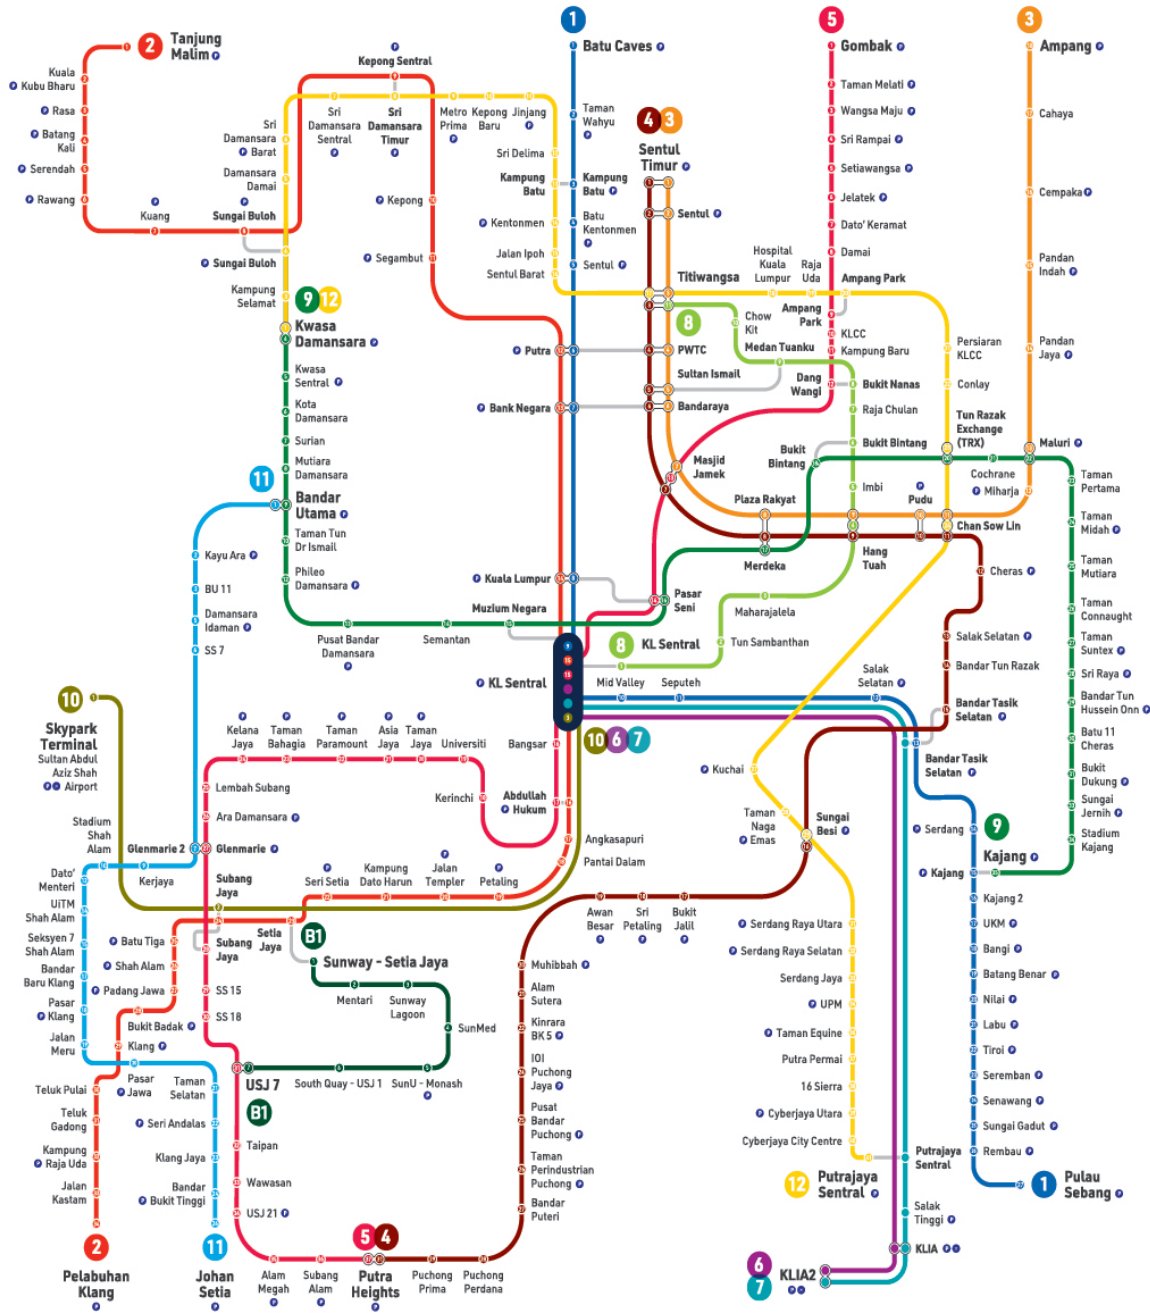 2
Tanjung
Malim
Kuala
Kubu Bharu
Rasa
Batang
Kali
Serendah
Rawang
Kuang
Sungai Buloh
Sungai Buloh
Kampung
Selamat
Sri
Damansara
Barat
Damansara
Damai
Kepong Sentral
Sri
Damansara
Sentral
Sri
Damansara
Timur
Metro
Prima
Kepong
Baru
Jinjang
Sri Delima
Kampung
Batu
Kentonmen
Jalan Ipoh
Sentul Barat
Kepong
Segambut
1
Batu Caves
Taman
Wahyu
Kampung
Batu
Batu
Kentonmen
Sentul
4 3
Sentul
Timur
Sentul
Titiwangsa
8
PWTC
Sultan Ismail
Bandaraya
Chow
Kit
Medan Tuanku
Hospital
Kuala
Lumpur
Raja
Uda
Ampang Park
5
Gombak
Taman Melati
Wangsa Maju
Sri Rampai
Setiawangsa
Jelatek
Dato' Keramat
Damai
Ampang
Park
KLCC
Kampung Baru
Dang
Wangi
Bukit Nanas
Raja Chulan
Bukit Bintang
Bukit
Bintang
Imbi
3
Ampang
Cahaya
Cempaka
Pandan
Indah
Pandan
Jaya
Persiaran
KLCC
Conlay
Tun Razak
Exchange
(TRX)
Maluri
Cochrane
Miharja
Pudu
Chan Sow Lin
Plaza Rakyat
Merdeka
Hang
Tuah
Masjid
Jamek
Pasar
Seni
Maharajalela
Tun Sambanthan
8
KL Sentral
Putra
Bank Negara
Kuala Lumpur
Muzium Negara
KL Sentral
10 6 7
9 12
Kwasa
Damansara
Kwasa
Sentral
Kota
Damansara
Surian
Mutiara
Damansara
11
Bandar
Utama
Taman Tun
Dr Ismail
Phileo
Damansara
Pusat Bandar
Damansara
Semantan
Kayu Ara
BU 11
Damansara
Idaman
SS 7
10
Skypark
Terminal
Sultan Abdul
Aziz Shah
Airport
Kelana
Jaya
Taman
Bahagia
Taman
Paramount
Asia
Jaya
Taman
Jaya
Universiti
Kerinchi
Bangsar
Abdullah
Hukum
Angkasapuri
Pantai Dalam
Lembah Subang
Ara Damansara
Glenmarie 2
Glenmarie
Stadium
Shah
Alam
Kerjaya
Dato'
Menteri
UiTM
Shah Alam
Seksyen 7
Shah Alam
Bandar
Baru Klang
Pasar
Klang
Jalan
Meru
Subang
Jaya
Subang
Jaya
Seri Setia
Kampung
Dato Harun
Jalan
Templer
Petaling
Setia
Jaya
B1
Sunway - Setia Jaya
Mentari
Sunway
Lagoon
SunMed
SunU - Monash
South Quay - USJ 1
USJ 7
B1
Batu Tiga
Shah Alam
Padang Jawa
Bukit Badak
Klang
Teluk Pulai
Teluk
Gadong
Kampung
Raja Uda
Jalan
Kastam
2
Pelabuhan
Klang
Pasar
Jawa
Taman
Selatan
Seri Andalas
Klang Jaya
Bandar
Bukit Tinggi
11
Johan
Setia
SS 15
SS 18
Taipan
Wawasan
USJ 21
Alam
Megah
Subang
Alam
5 4
Putra
Heights
Puchong
Prima
Puchong
Perdana
Bandar
Puteri
Taman
Perindustrian
Puchong
Pusat
Bandar
Puchong
IOI
Puchong
Jaya
Kinrara
BK 5
Alam
Sutera
Muhibbah
Awan
Besar
Sri
Petaling
Bukit
Jalil
Sungai
Besi
Taman
Naga
Emas
Kuchai
Mid Valley
Seputeh
Salak
Selatan
Cheras
Salak Selatan
Bandar Tun Razak
Bandar Tasik
Selatan
Bandar Tasik
Selatan
Serdang
Kajang
9
Kajang
Taman
Pertama
Taman
Midah
Taman
Mutiara
Taman
Connaught
Taman
Suntex
Sri Raya
Bandar Tun
Hussein Onn
Batu 11
Cheras
Bukit
Dukung
Sungai
Jernih
Stadium
Kajang
Kajang 2
UKM
Bangi
Batang Benar
Nilai
Labu
Tiroi
Seremban
Senawang
Sungai Gadut
Rembau
1
Pulau
Sebang
Serdang Raya Utara
Serdang Raya Selatan
Serdang Jaya
UPM
Taman Equine
Putra Permai
16 Sierra
Cyberjaya Utara
Cyberjaya City Centre
12
Putrajaya
Sentral
Putrajaya
Sentral
Salak
Tinggi
KLIA
6
7
KLIA2